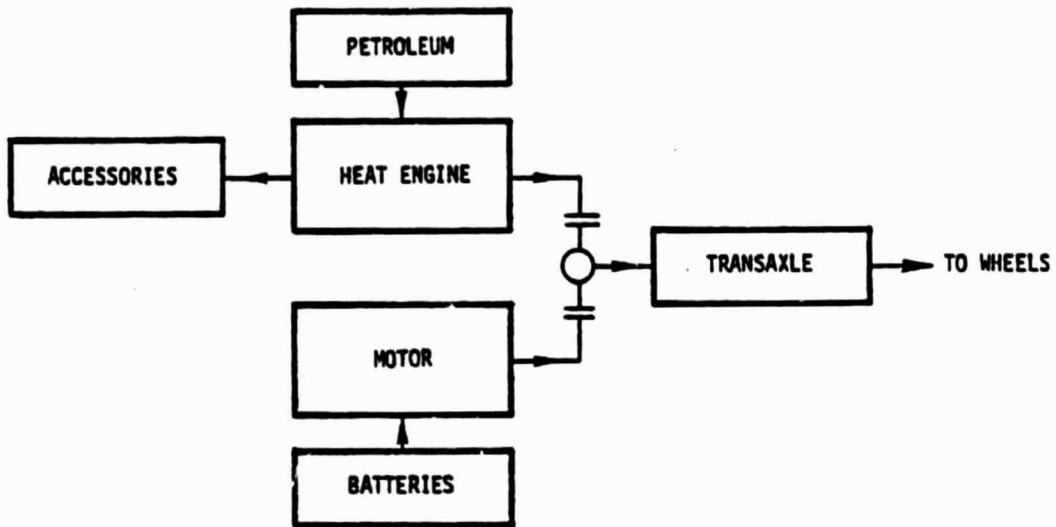 PETROLEUM
ACCESSORIES
HEAT ENGINE
TRANSAXLE
TO WHEELS
MOTOR
BATTERIES